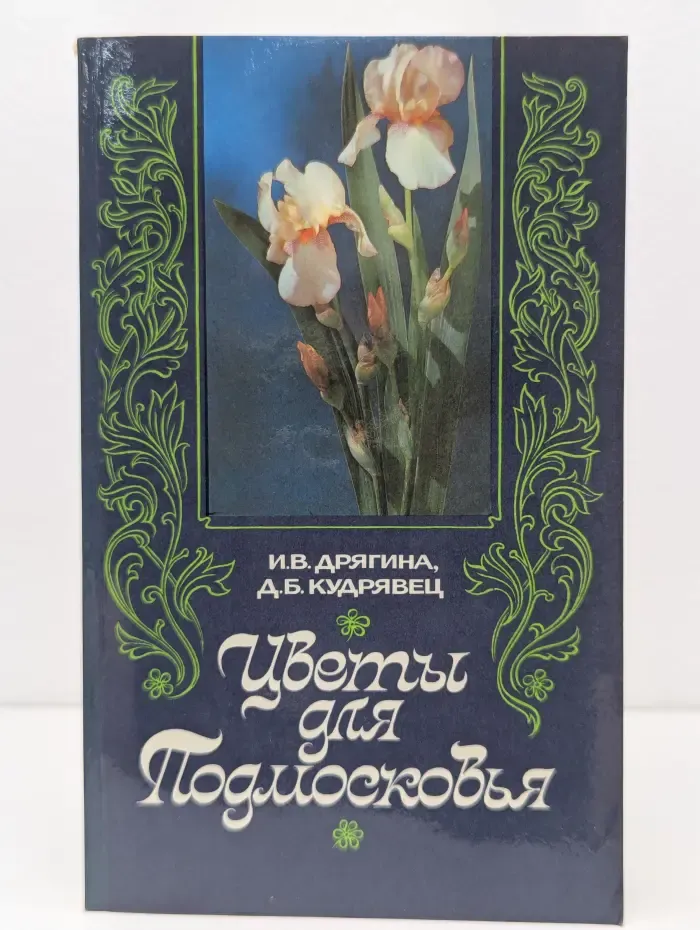 И.В. ДРЯГИНА,
Д.Б. КУДРЯВЕЦ
Цветы
для
Подмосковья